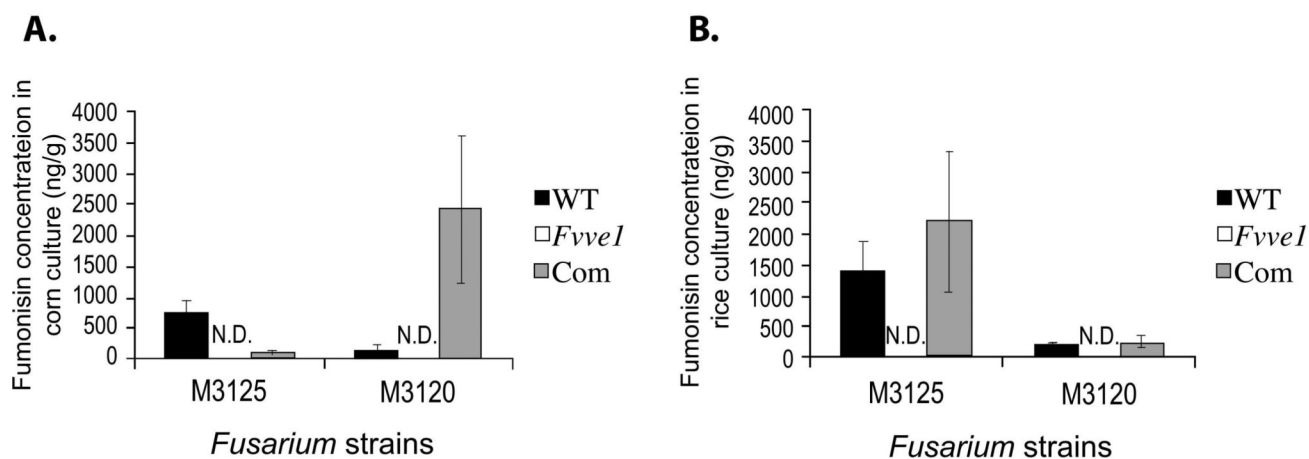 A.
Fumonisin concentrateion in
corn culture (ng/g)
4000
3500
3000
2500
2000
1500
1000
500
0
N.D.
N.D.
M3125
M3120
Fusarium strains
WT
Fvve1
Com
B.
Fumonisin concentrateion in
rice culture (ng/g)
4000
3500
3000
2500
2000
1500
1000
500
0
N.D.
N.D.
M3125
M3120
Fusarium strains
WT
Fvve1
Com